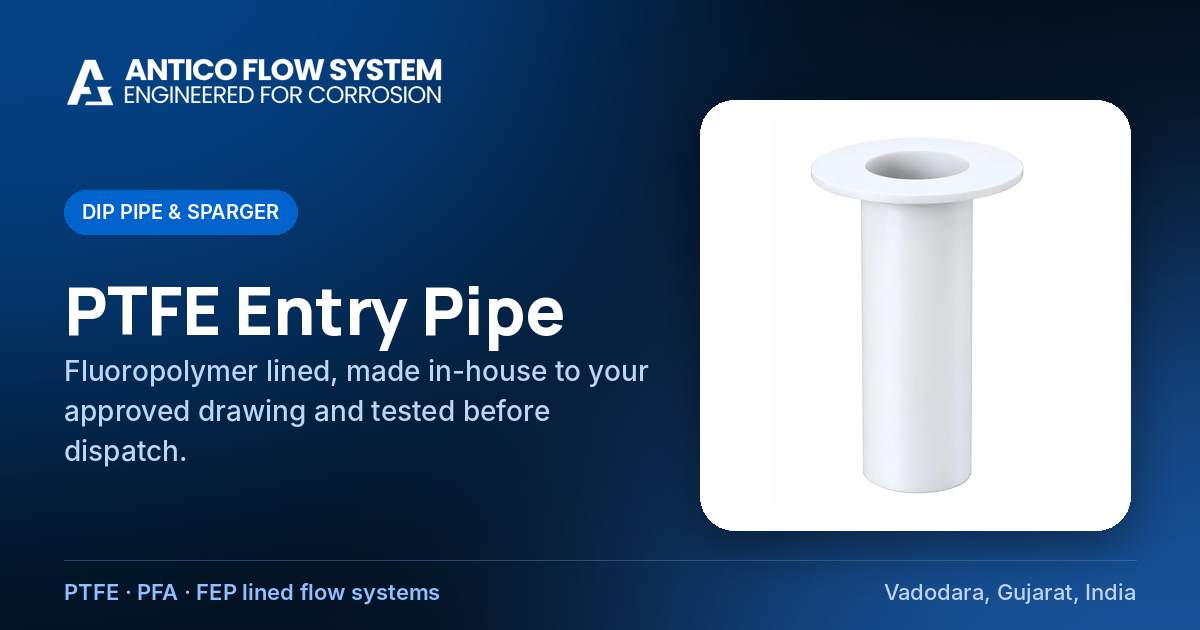 ANTICO FLOW SYSTEM
ENGINEERED FOR CORROSION
DIP PIPE & SPARGER
PTFE Entry Pipe
Fluoropolymer lined, made in-house to your
approved drawing and tested before
dispatch.
PTFE · PFA · FEP lined flow systems
Vadodara, Gujarat, India